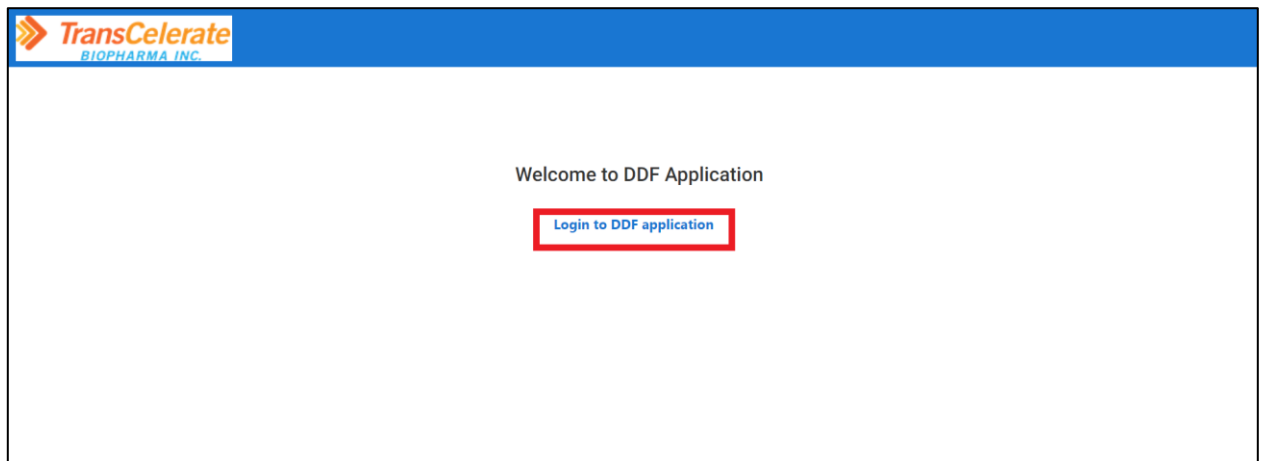 TransCelerate
BIOPHARMA INC.
Welcome to DDF Application
Login to DDF application